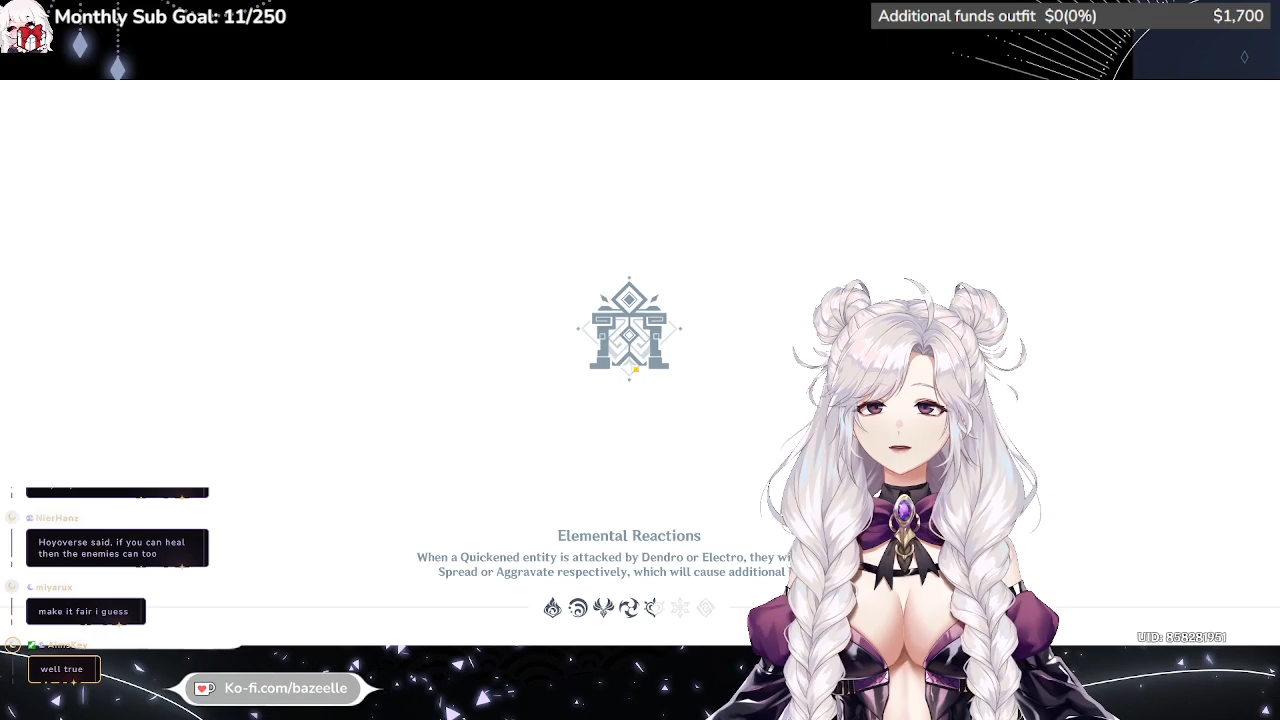 Monthly Sub Goal: 11/250
Additional funds outfit $0(0%) $1,700
NierHanz
Hoyoverse said, if you can heal
then the enemies can too
miyarux
make it fair i guess
well true
Elemental Reactions
When a Quickened entity is attacked by Dendro or Electro, they wi
Spread or Aggravate respectively, which will cause additional
UID: 858281951
Ko-fi.com/bazeelle